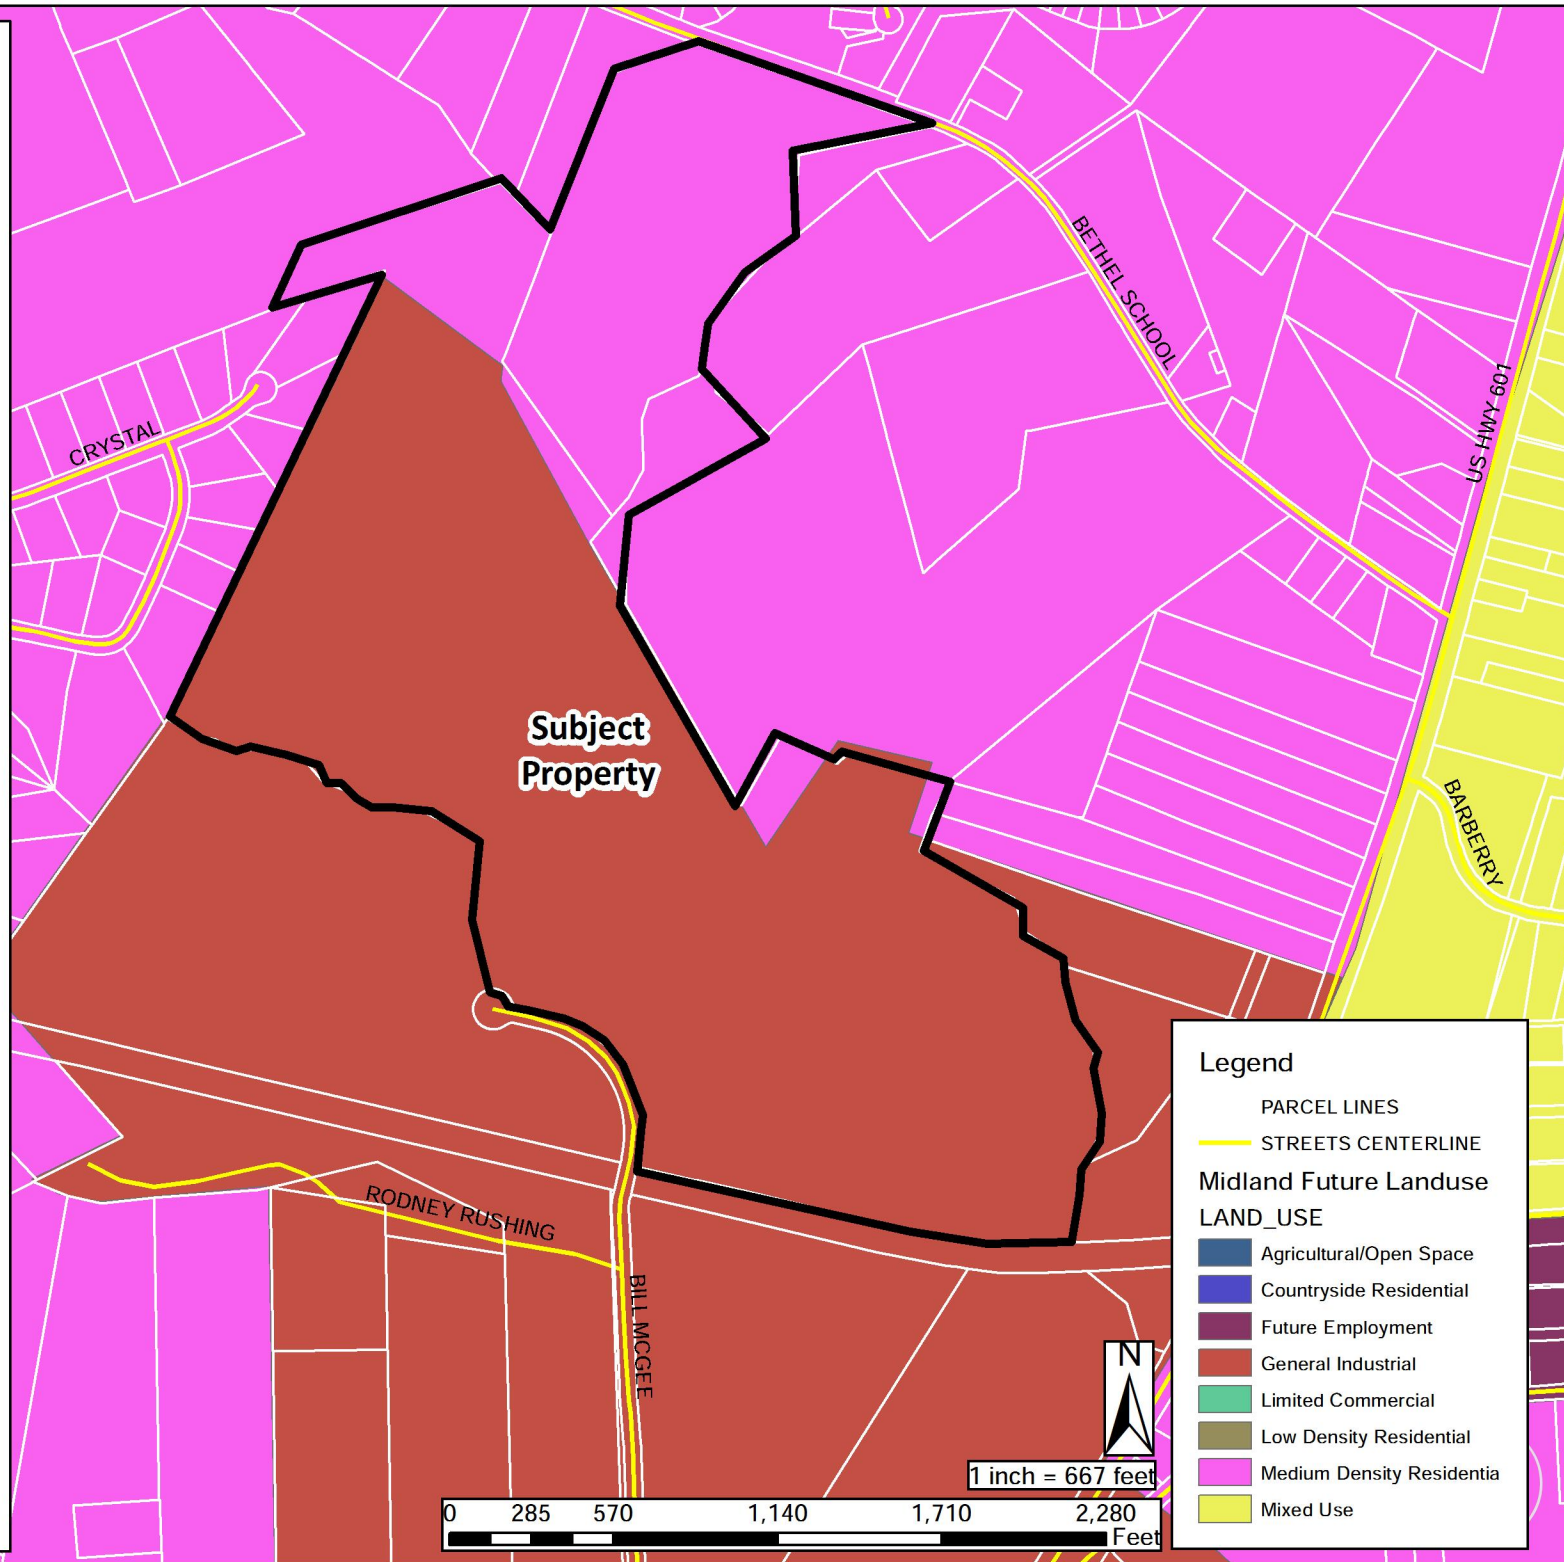 BETHEL SCHOOL
US HWY 601
CRYSTAL
Subject
Property
BARBERRY
RODNEY RUSHING
BILL MCGEE
N
1 inch = 667 feet
0 285 570 1,140 1,710 2,280
Feet
Legend
PARCEL LINES
STREETS CENTERLINE
Midland Future Landuse
LAND_USE
Agricultural/Open Space
Countryside Residential
Future Employment
General Industrial
Limited Commercial
Low Density Residential
Medium Density Residentia
Mixed Use